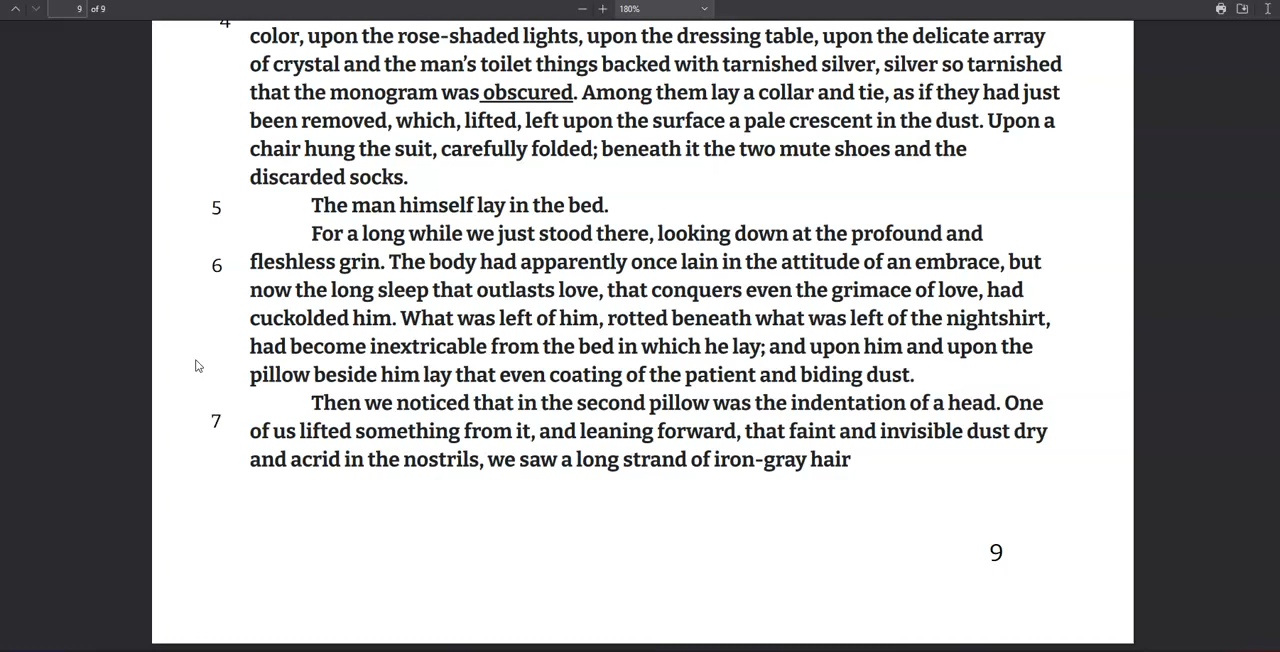 9 of 9 180%
4
color, upon the rose-shaded lights, upon the dressing table, upon the delicate array
of crystal and the man's toilet things backed with tarnished silver, silver so tarnished
that the monogram was obscured. Among them lay a collar and tie, as if they had just
been removed, which, lifted, left upon the surface a pale crescent in the dust. Upon a
chair hung the suit, carefully folded; beneath it the two mute shoes and the
discarded socks.
5 The man himself lay in the bed.
For a long while we just stood there, looking down at the profound and
6 fleshless grin. The body had apparently once lain in the attitude of an embrace, but
now the long sleep that outlasts love, that conquers even the grimace of love, had
cuckolded him. What was left of him, rotted beneath what was left of the nightshirt,
had become inextricable from the bed in which he lay; and upon him and upon the
pillow beside him lay that even coating of the patient and biding dust.
Then we noticed that in the second pillow was the indentation of a head. One
7 of us lifted something from it, and leaning forward, that faint and invisible dust dry
and acrid in the nostrils, we saw a long strand of iron-gray hair
9